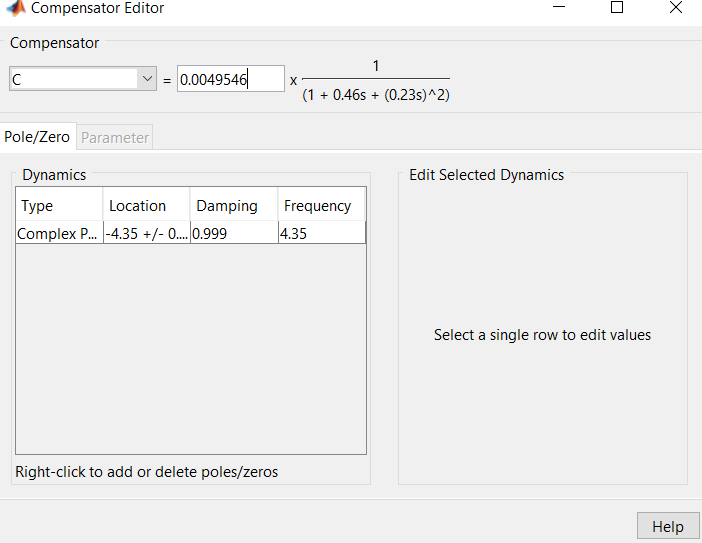 Compensator Editor
Compensator
C = 0.0049546 x 1
(1 + 0.46s + (0.23s)^2)
Pole/Zero Parameter
Dynamics
Type Location Damping Frequency
Complex P... -4.35 +/- 0.... 0.999 4.35
Right-click to add or delete poles/zeros
Edit Selected Dynamics
Select a single row to edit values
Help